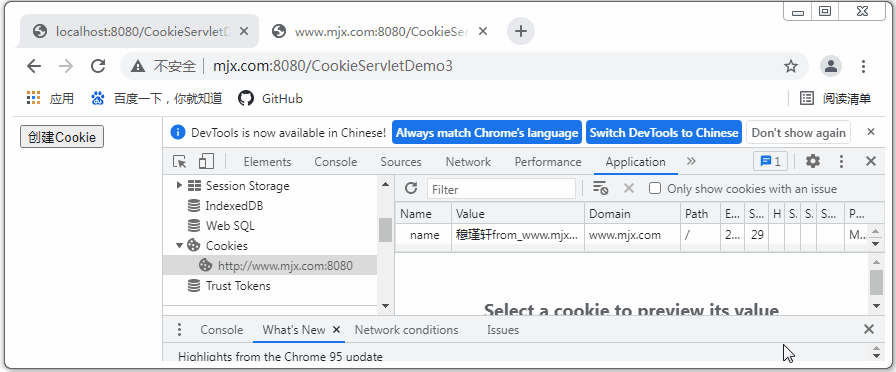 localhost:8080/CookieServletD
www.mjx.com:8080/CookieSer
不安全 mjx.com:8080/CookieServletDemo3
应用 百度一下，你就知道 GitHub 阅读清单
创建Cookie
DevTools is now available in Chinese! Always match Chrome's language Switch DevTools to Chinese Don't show again
Elements Console Sources Network Performance Application 1
Session Storage
IndexedDB
Web SQL
Cookies
http://www.mjx.com:8080
Trust Tokens
Filter Only show cookies with an issue
Name Value Domain Path E... S... H S. S. S... P...
name 穆瑾轩from_www.mjx... www.mjx.com / 2... 29 M...
Select a cookie to preview its value
Console What's New Network conditions Issues
Highlights from the Chrome 95 update